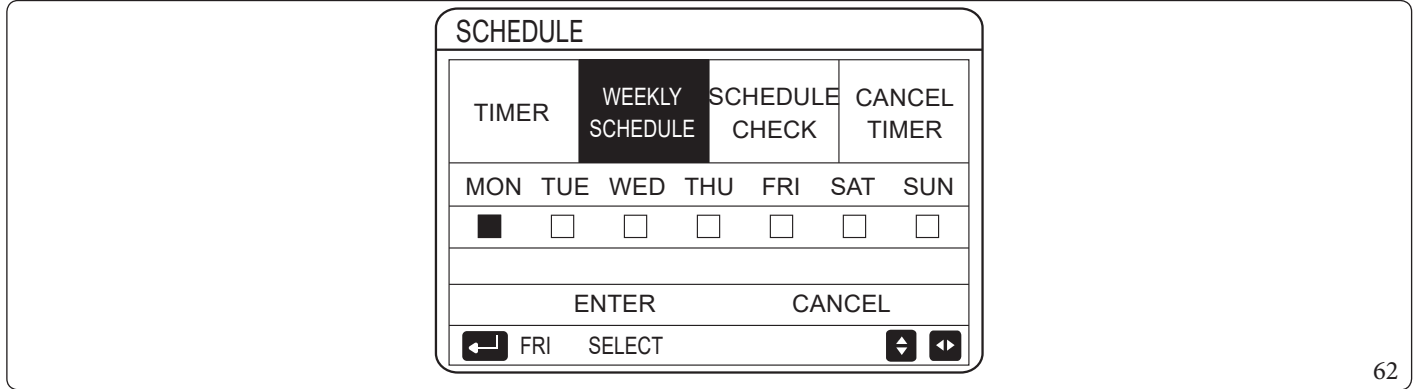 SCHEDULE
TIMER WEEKLY SCHEDULE SCHEDULE CHECK CANCEL TIMER
MON TUE WED THU FRI SAT SUN
ENTER CANCEL
FRI SELECT
62